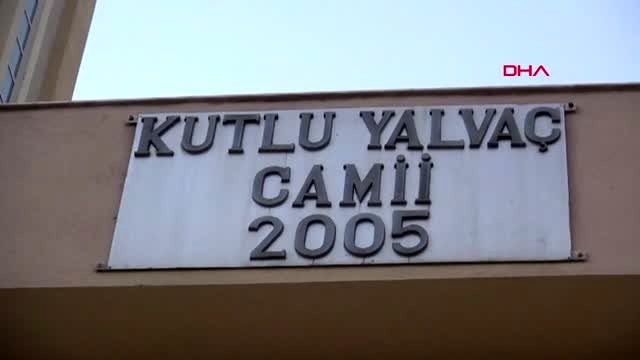 DHA
KUTLU YALVAÇ
CAMİİ
2005